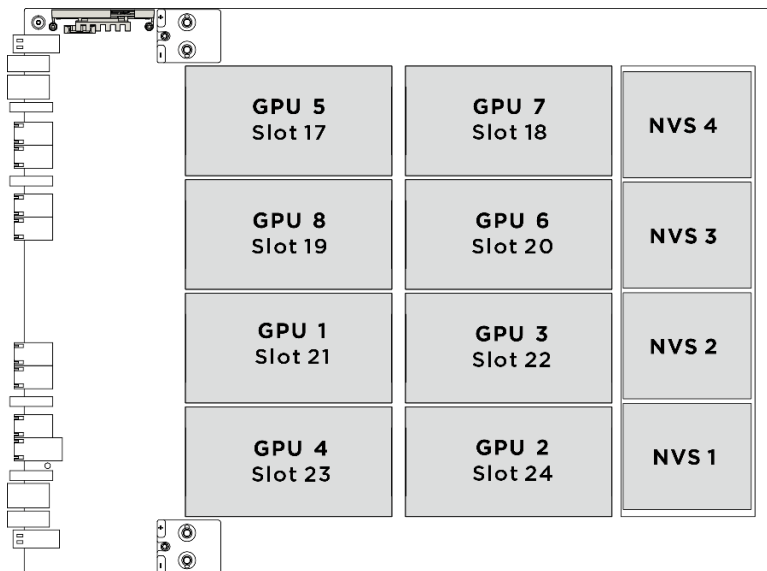 GPU 5
Slot 17
GPU 7
Slot 18
NVS 4
GPU 8
Slot 19
GPU 6
Slot 20
NVS 3
GPU 1
Slot 21
GPU 3
Slot 22
NVS 2
GPU 4
Slot 23
GPU 2
Slot 24
NVS 1